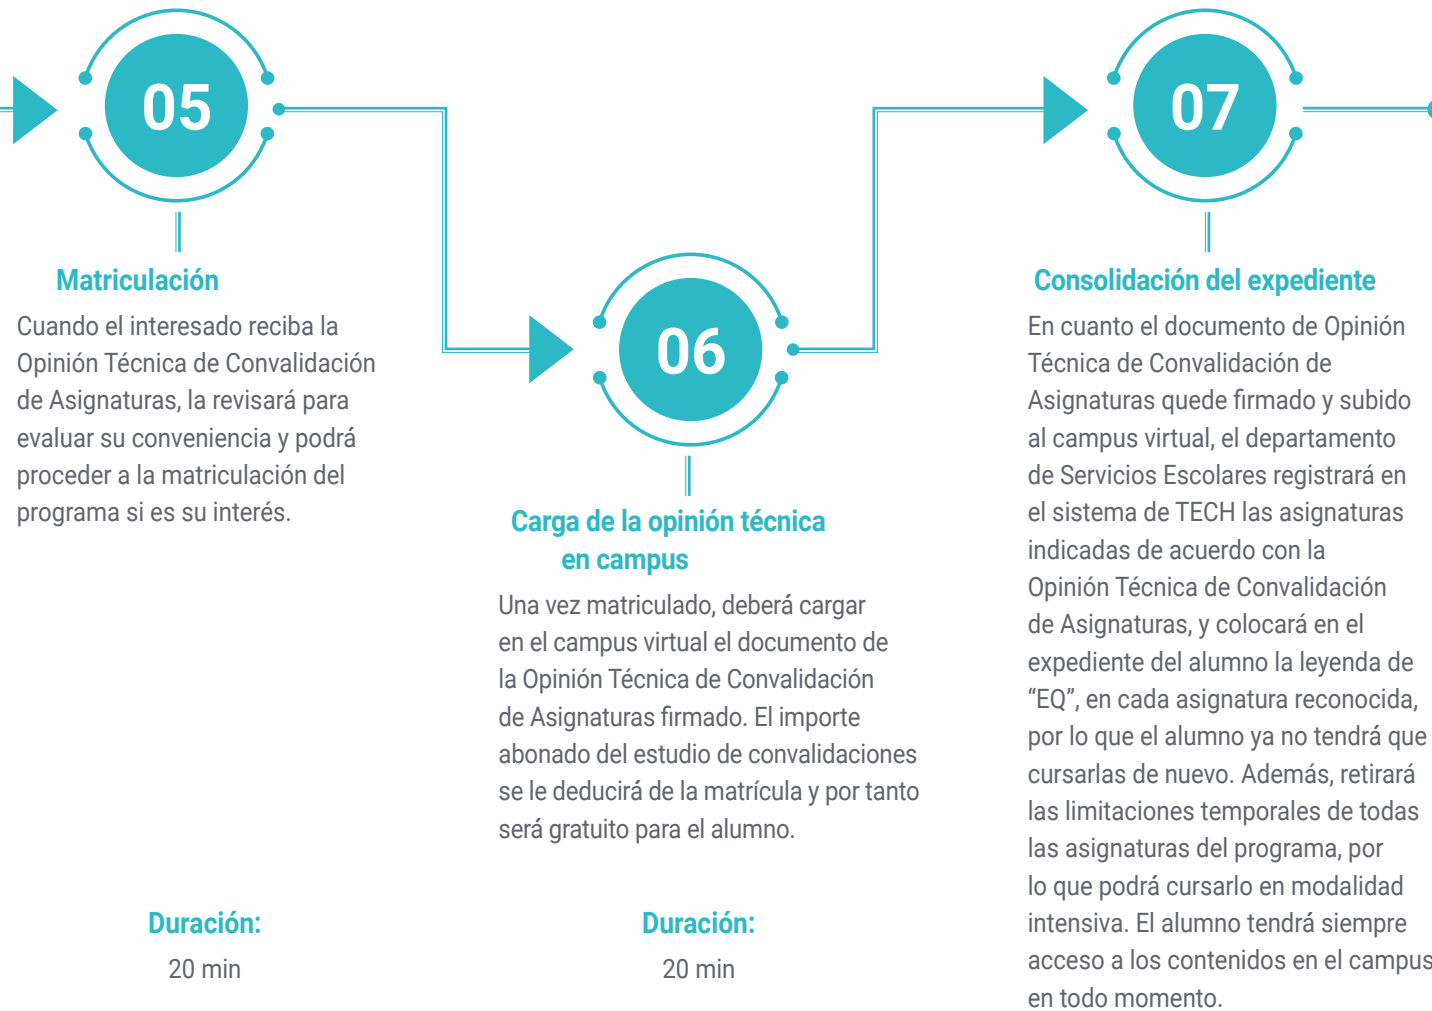 05
Matriculación
Cuando el interesado reciba la
Opinión Técnica de Convalidación
de Asignaturas, la revisará para
evaluar su conveniencia y podrá
proceder a la matriculación del
programa si es su interés.
Duración:
20 min
06
Carga de la opinión técnica
en campus
Una vez matriculado, deberá cargar
en el campus virtual el documento de
la Opinión Técnica de Convalidación
de Asignaturas firmado. El importe
abonado del estudio de convalidaciones
se le deducirá de la matrícula y por tanto
será gratuito para el alumno.
Duración:
20 min
07
Consolidación del expediente
En cuanto el documento de Opinión
Técnica de Convalidación de
Asignaturas quede firmado y subido
al campus virtual, el departamento
de Servicios Escolares registrará en
el sistema de TECH las asignaturas
indicadas de acuerdo con la
Opinión Técnica de Convalidación
de Asignaturas, y colocará en el
expediente del alumno la leyenda de
“EQ”, en cada asignatura reconocida,
por lo que el alumno ya no tendrá que
cursarlas de nuevo. Además, retirará
las limitaciones temporales de todas
las asignaturas del programa, por
lo que podrá cursarlo en modalidad
intensiva. El alumno tendrá siempre
acceso a los contenidos en el campus
en todo momento.